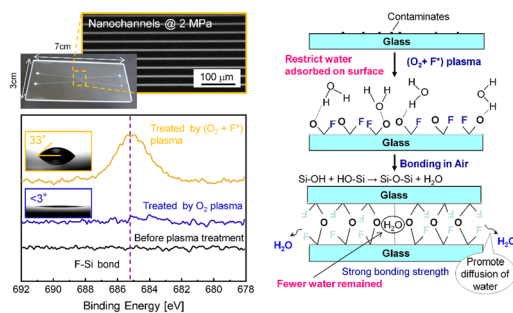 Nanochannels @ 2 MPa
7cm
3cm
100 μm
33°
Treated by (O2 + F*)
plasma
<3°
Treated by O2 plasma
Before plasma treatment
F-Si bond
692 690 688 686 684 682 680 678
Binding Energy [eV]
Contaminates
Glass
Restrict water
adsorbed on surface
(O2+ F*) plasma
H H H H
O H O O H O H
O F F F O F F O
Glass
Bonding in Air
Si-OH + HO-Si → Si-O-Si + H2O
Glass
F F F F F F
O O O H2O O O O
H2O F F F F H2O
Glass
Strong bonding strength
Fewer water remained
Promote
diffusion of
water